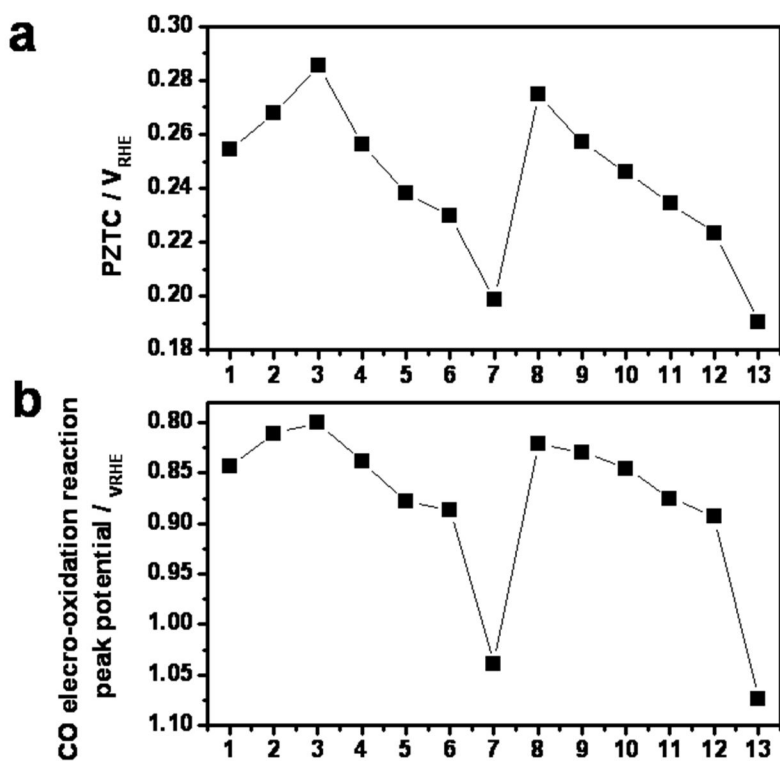 a
PZTC / V_RHE
0.30
0.28
0.26
0.24
0.22
0.20
0.18
1 2 3 4 5 6 7 8 9 10 11 12 13
b
CO elecro-oxidation reaction
peak potential / VRHE
0.80
0.85
0.90
0.95
1.00
1.05
1.10
1 2 3 4 5 6 7 8 9 10 11 12 13